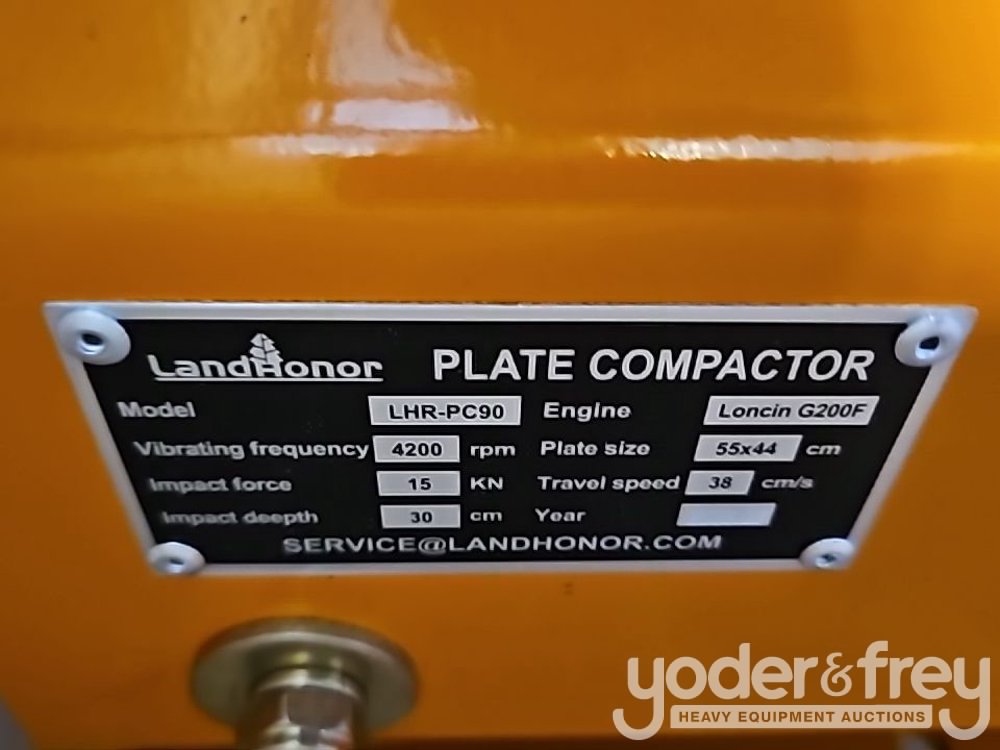 LandHonor PLATE COMPACTOR
Model LHR-PC90 Engine Loncin G200F
Vibrating frequency 4200 rpm Plate size 55x44 cm
Impact force 15 KN Travel speed 38 cm/s
Impact deepth 30 cm Year
SERVICE@LANDHONOR.COM
yoder&frey
HEAVY EQUIPMENT AUCTIONS